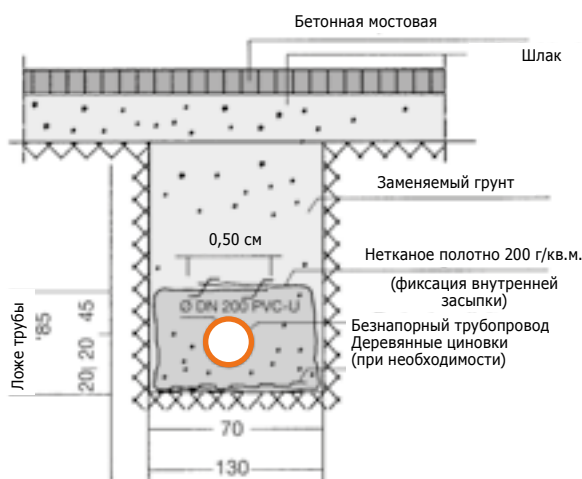 Бетонная мостовая
Шлак
Заменяемый грунт
0,50 см
Нетканое полотно 200 г/кв.м.
(фиксация внутренней
засыпки)
Ø DN 200 PVC-U
Безнапорный трубопровод
Деревянные циновки
(при необходимости)
Ложе трубы
'85
45
20
20
70
130